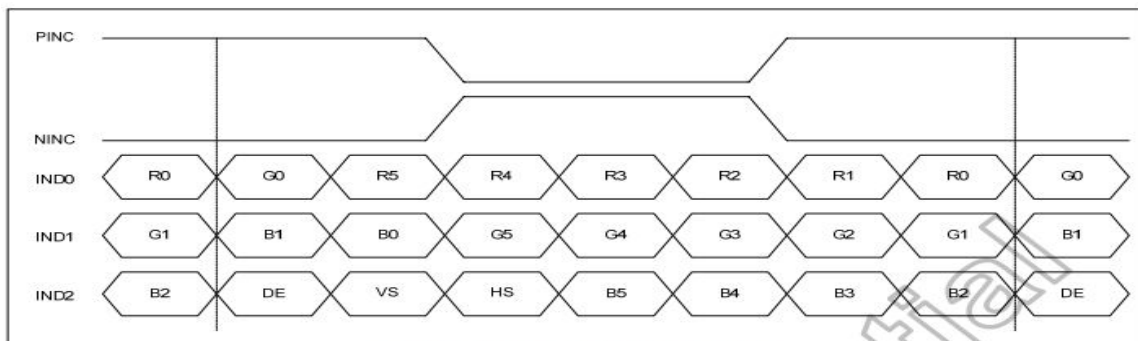 PINC
NINC
IND0 R0 G0 R5 R4 R3 R2 R1 R0 G0
IND1 G1 B1 B0 G5 G4 G3 G2 G1 B1
IND2 B2 DE VS HS B5 B4 B3 B2 DE
tial